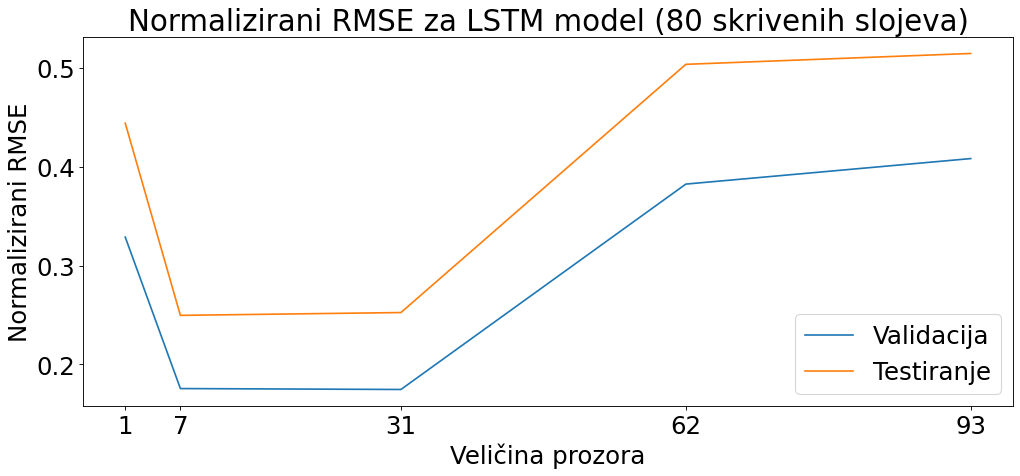 Normalizirani RMSE za LSTM model (80 skrivenih slojeva)
Normalizirani RMSE
0.5
0.4
0.3
0.2
Validacija
Testiranje
1 7 31 62 93
Veličina prozora